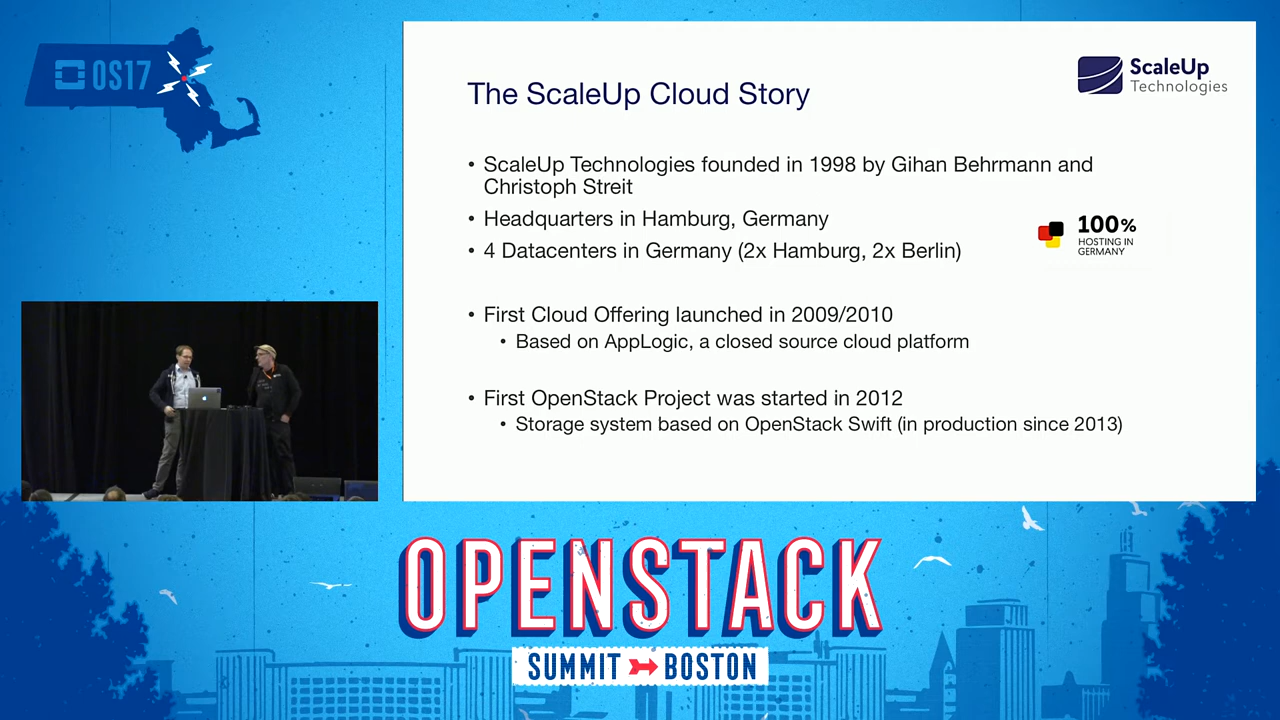 OS17
ScaleUp
Technologies
The ScaleUp Cloud Story
• ScaleUp Technologies founded in 1998 by Gihan Behrmann and
Christoph Streit
• Headquarters in Hamburg, Germany
• 4 Datacenters in Germany (2x Hamburg, 2x Berlin)
100%
HOSTING IN
GERMANY
• First Cloud Offering launched in 2009/2010
• Based on AppLogic, a closed source cloud platform
• First OpenStack Project was started in 2012
• Storage system based on OpenStack Swift (in production since 2013)
OPENSTACK
SUMMIT BOSTON